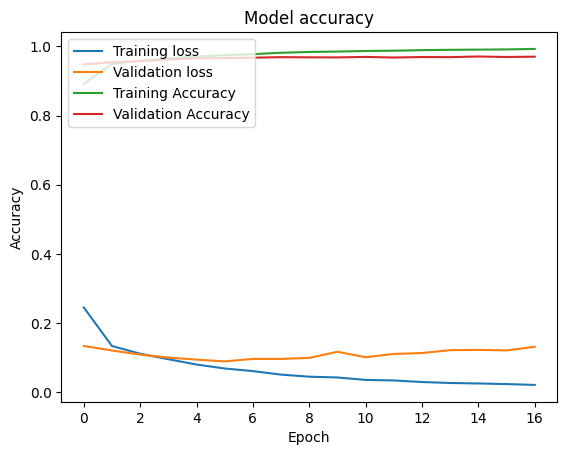 Model accuracy
Training loss
Validation loss
Training Accuracy
Validation Accuracy
1.0
0.8
0.6
0.4
0.2
0.0
Accuracy
0 2 4 6 8 10 12 14 16
Epoch